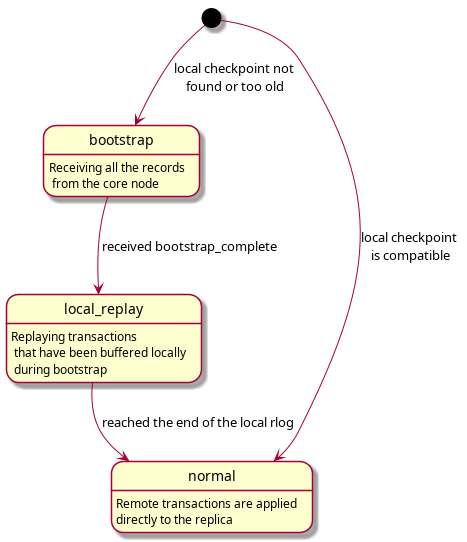 local checkpoint not
found or too old
bootstrap
Receiving all the records
from the core node
local checkpoint
is compatible
received bootstrap_complete
local_replay
Replaying transactions
that have been buffered locally
during bootstrap
reached the end of the local rlog
normal
Remote transactions are applied
directly to the replica